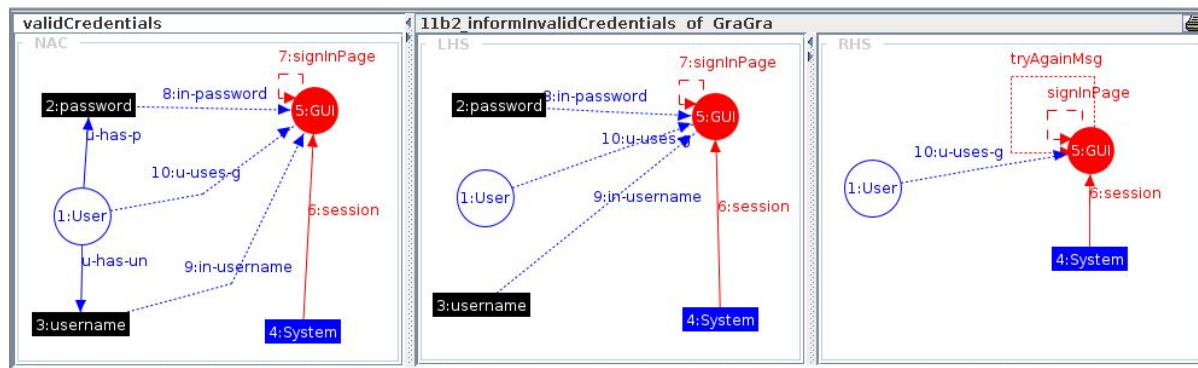 validCredentials
11b2_informInvalidCredentials of GraGra
NAC
7:signInPage
2:password
8:in-password
5:GUI
u-has-p
10:u-uses-g
1:User
6:session
u-has-un
9:in-username
3:username
4:System
LHS
7:signInPage
2:password
8:in-password
5:GUI
10:u-uses-g
1:User
9:in-username
6:session
3:username
4:System
RHS
tryAgainMsg
signInPage
10:u-uses-g
5:GUI
1:User
6:session
4:System